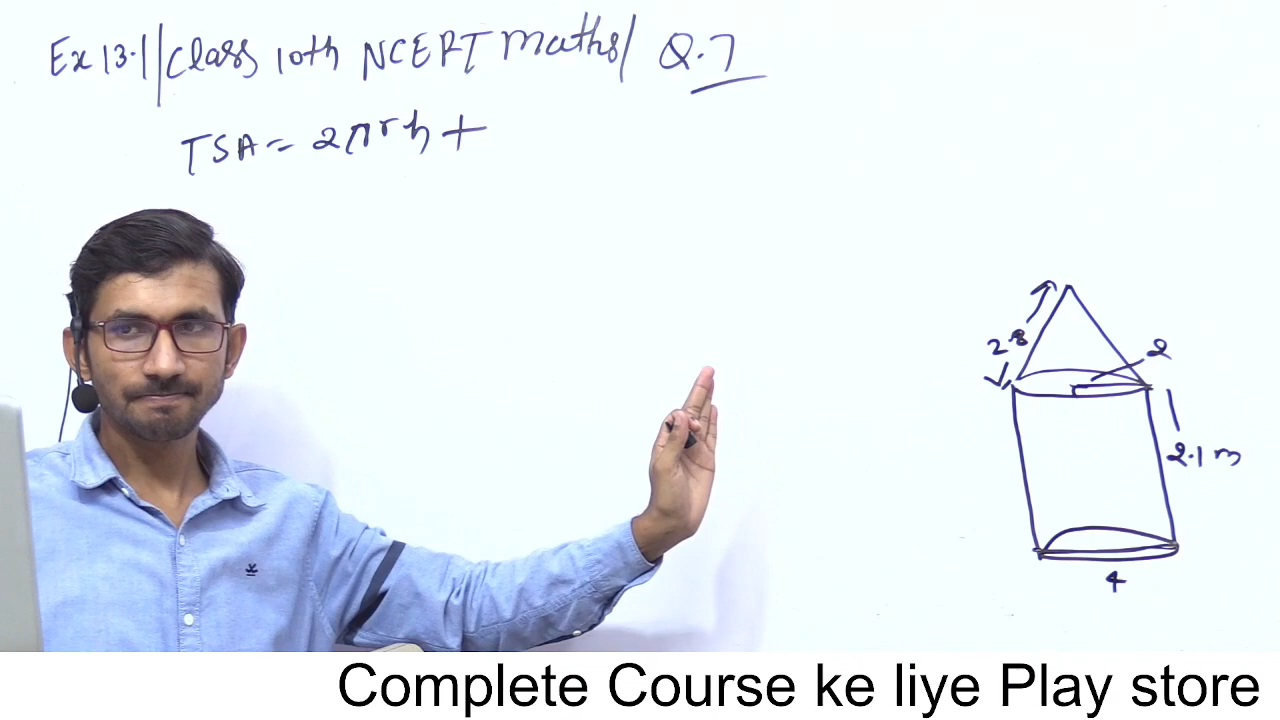 Ex 13.1 | Class 10th NCERT Maths | Q.7
TSA = 2πrh +
2.8
2
2.1 m
4
Complete Course ke liye Play store